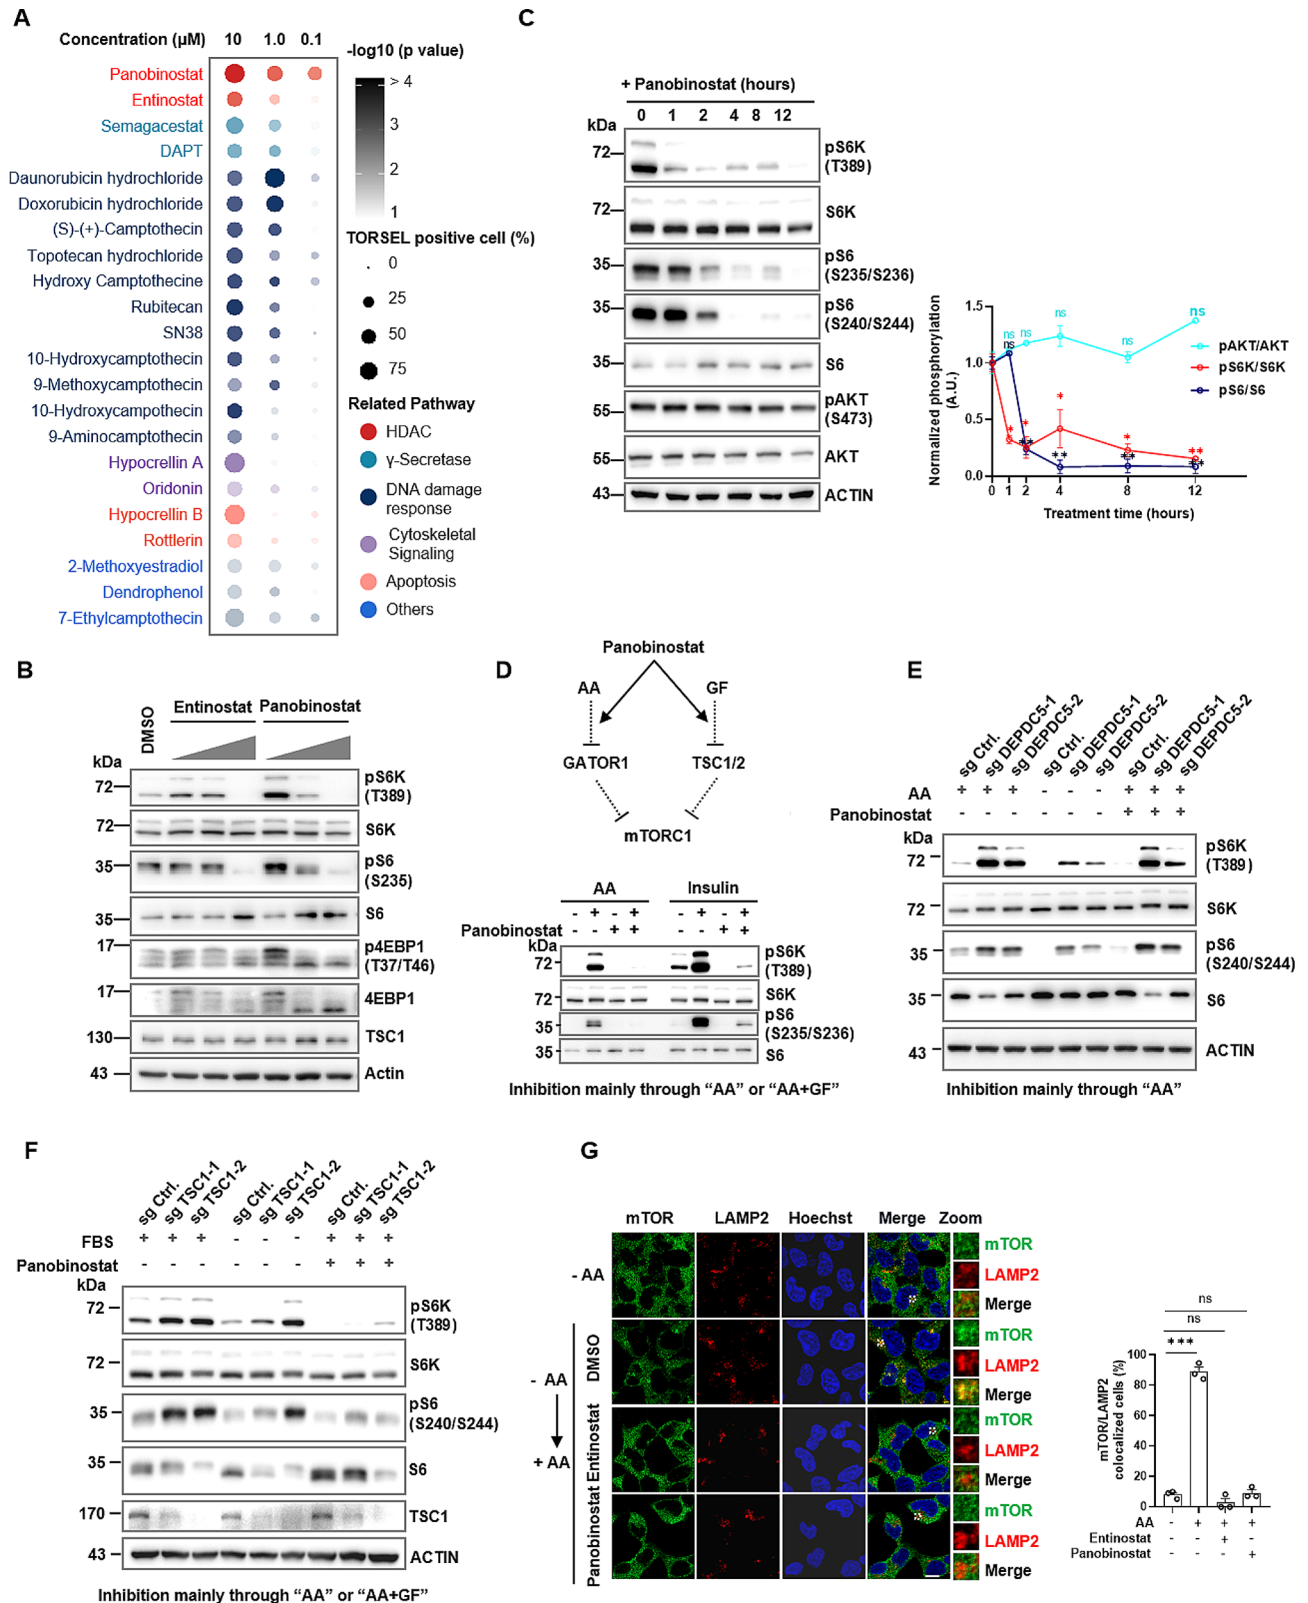 A
Concentration (μM) 10 1.0 0.1
Panobinostat
Entinostat
Semagacestat
DAPT
Daunorubicin hydrochloride
Doxorubicin hydrochloride
(S)-(+)-Camptothecin
Topotecan hydrochloride
Hydroxy Camptothecine
Rubitecan
SN38
10-Hydroxycamptothecin
9-Methoxycamptothecin
10-Hydroxycampothecin
9-Aminocamptothecin
Hypocrellin A
Oridonin
Hypocrellin B
Rottlerin
2-Methoxyestradiol
Dendrophenol
7-Ethylcamptothecin
-log10 (p value)
> 4
3
2
1
TORSEL positive cell (%)
0
25
50
75
Related Pathway
HDAC
γ-Secretase
DNA damage
response
Cytoskeletal
Signaling
Apoptosis
Others
C
+ Panobinostat (hours)
0 1 2 4 8 12
kDa
72
pS6K
(T389)
72
S6K
35
pS6
(S235/S236)
35
pS6
(S240/S244)
35
S6
55
pAKT
(S473)
55
AKT
43
ACTIN
Normalized phosphorylation
(A.U.)
1.5
1.0
0.5
0.0
0 1 2 4 8 12
Treatment time (hours)
ns
ns
ns
ns
ns
ns
*
*
*
*
**
**
**
**
**
pAKT/AKT
pS6K/S6K
pS6/S6
B
DMSO
Entinostat
Panobinostat
kDa
72
pS6K
(T389)
72
S6K
35
pS6
(S235)
35
S6
17
p4EBP1
(T37/T46)
17
4EBP1
130
TSC1
43
Actin
D
Panobinostat
AA GF
GATOR1 TSC1/2
mTORC1
AA Insulin
- + - + - + - +
Panobinostat - - + + - - + +
kDa
72
pS6K
(T389)
72
S6K
35
pS6
(S235/S236)
35
S6
Inhibition mainly through “AA” or “AA+GF”
E
sg Ctrl.
sg DEPDC5-1
sg DEPDC5-2
sg Ctrl.
sg DEPDC5-1
sg DEPDC5-2
sg Ctrl.
sg DEPDC5-1
sg DEPDC5-2
AA + + + - - - + + +
Panobinostat - - - - - - + + +
kDa
72
pS6K
(T389)
72
S6K
35
pS6
(S240/S244)
35
S6
43
ACTIN
Inhibition mainly through “AA”
F
sg Ctrl.
sg TSC1-1
sg TSC1-2
sg Ctrl.
sg TSC1-1
sg TSC1-2
sg Ctrl.
sg TSC1-1
sg TSC1-2
FBS + + + - - - + + +
Panobinostat - - - - - - + + +
kDa
72
pS6K
(T389)
72
S6K
35
pS6
(S240/S244)
35
S6
170
TSC1
43
ACTIN
Inhibition mainly through “AA” or “AA+GF”
G
mTOR LAMP2 Hoechst Merge Zoom
- AA
mTOR
LAMP2
Merge
- AA
+ AA
DMSO
mTOR
LAMP2
Merge
Entinostat
mTOR
LAMP2
Merge
Panobinostat
mTOR
LAMP2
Merge
mTOR/LAMP2
colocalized cells (%)
100
80
60
40
20
0
ns
ns
***
AA - + + +
Entinostat - - + -
Panobinostat - - - +